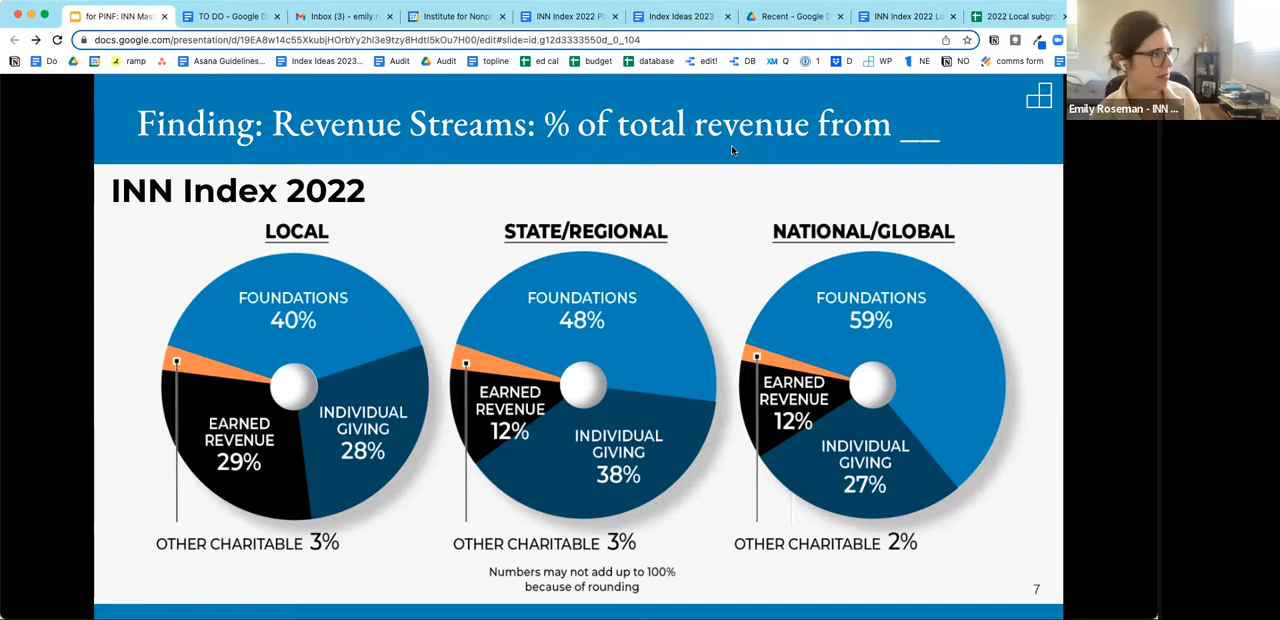 for PINF: INN Mas
TO DO - Google D
Inbox (3) - emily.r
Institute for Nonp
INN Index 2022 Pl
Index Ideas 2023
Recent - Google D
INN Index 2022 Lo
2022 Local subgro
docs.google.com/presentation/d/19EA8w14c55XkubjHOrbYy2hl3e9tzy8Hdtl5kOu7H00/edit#slide=id.g12d3333550d_0_104
Do
ramp
Asana Guidelines...
Index Ideas 2023...
Audit
Audit
topline
ed cal
budget
database
edit!
DB
Q
1
D
WP
NE
NO
comms form
Emily Roseman - INN ...
Finding: Revenue Streams: % of total revenue from __
INN Index 2022
LOCAL
FOUNDATIONS
40%
EARNED
REVENUE
29%
INDIVIDUAL
GIVING
28%
OTHER CHARITABLE 3%
STATE/REGIONAL
FOUNDATIONS
48%
EARNED
REVENUE
12%
INDIVIDUAL
GIVING
38%
OTHER CHARITABLE 3%
NATIONAL/GLOBAL
FOUNDATIONS
59%
EARNED
REVENUE
12%
INDIVIDUAL
GIVING
27%
OTHER CHARITABLE 2%
Numbers may not add up to 100%
because of rounding
7